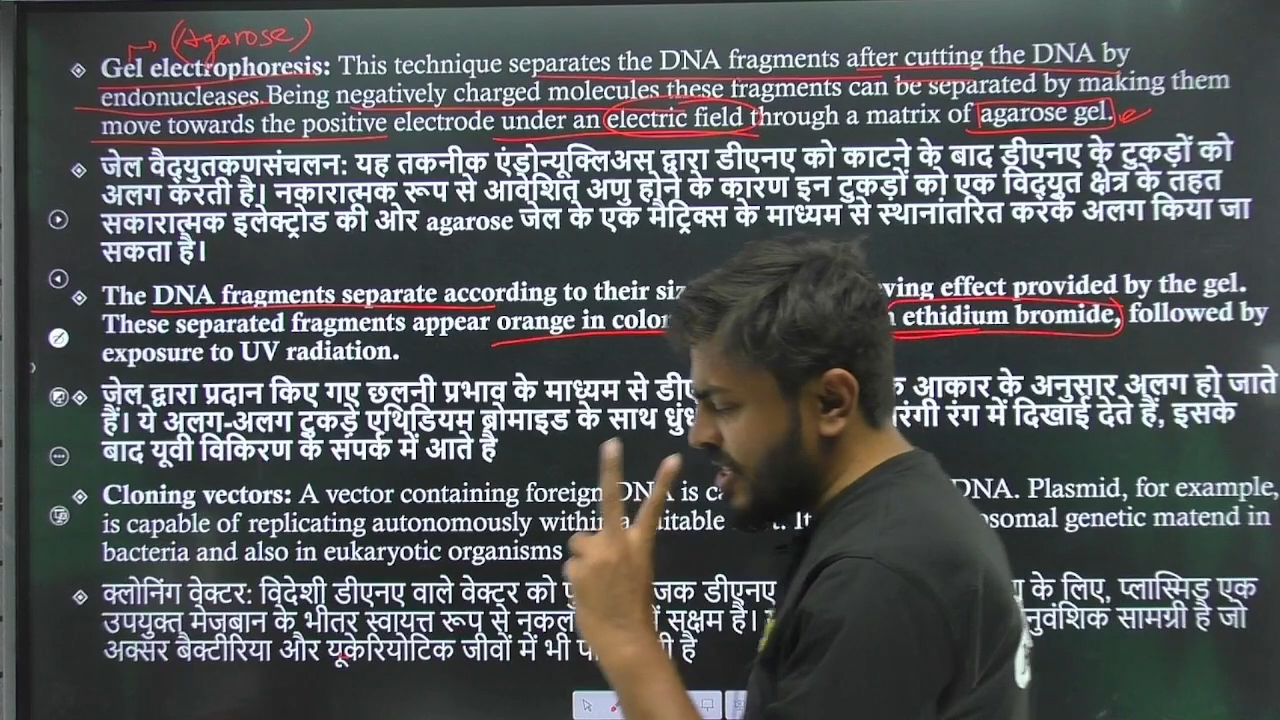 (Agarose)
Gel electrophoresis: This technique separates the DNA fragments after cutting the DNA by
endonucleases. Being negatively charged molecules these fragments can be separated by making them
move towards the positive electrode under an electric field through a matrix of agarose gel.
जेल वैद्युतकणसंचलन: यह तकनीक एंडोन्यूक्लिअस द्वारा डीएनए को काटने के बाद डीएनए के टुकड़ों को
अलग करती है। नकारात्मक रूप से आवेशित अणु होने के कारण इन टुकड़ों को एक विद्युत क्षेत्र के तहत
सकारात्मक इलेक्ट्रोड की ओर agarose जेल के एक मैट्रिक्स के माध्यम से स्थानांतरित करके अलग किया जा
सकता है।
The DNA fragments separate according to their effect provided by the gel.
These separated fragments appear orange in ethidium bromide, followed by
exposure to UV radiation.
जेल द्वारा प्रदान किए गए छलनी प्रभाव के माध्यम से आकार के अनुसार अलग हो जाते
हैं। ये अलग-अलग टुकड़े एथिडियम ब्रोमाइड के साथ रंग में दिखाई देते हैं, इसके
बाद यूवी विकिरण के संपर्क में आते है
Cloning vectors: A vector containing foreign DNA is DNA. Plasmid, for example,
is capable of replicating autonomously within a genetic matend in
bacteria and also in eukaryotic organisms
क्लोनिंग वेक्टर: विदेशी डीएनए वाले वेक्टर को डीएनए के लिए, प्लास्मिड एक
उपयुक्त मेजबान के भीतर स्वायत्त रूप से सक्षम है। सामग्री है जो
अक्सर बैक्टीरिया और यूकेरियोटिक जीवों में भी है